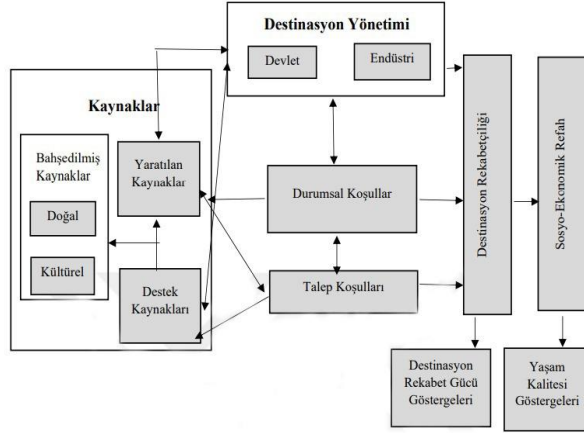 Destinasyon Yönetimi
Devlet
Endüstri
Kaynaklar
Bahşedilmiş
Kaynaklar
Doğal
Kültürel
Yaratılan
Kaynaklar
Destek
Kaynakları
Durumsal Koşullar
Talep Koşulları
Destinasyon Rekabetçiliği
Sosyo-Ekonomik Refah
Destinasyon
Rekabet Gücü
Göstergeleri
Yaşam
Kalitesi
Göstergeleri